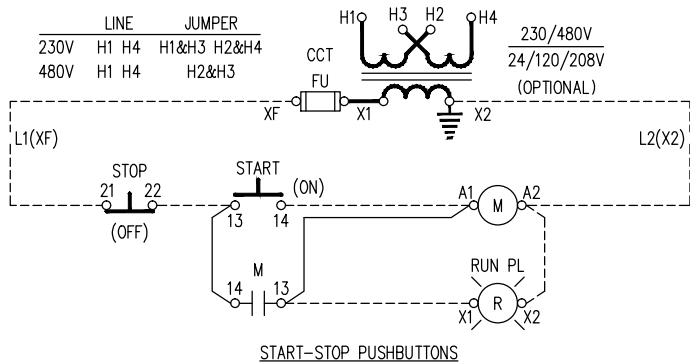 LINE JUMPER
230V H1 H4 H1&H3 H2&H4
480V H1 H4 H2&H3
H1 H3 H2 H4
230/480V
24/120/208V
(OPTIONAL)
CCT
FU
XF X1 X2
L1(XF) L2(X2)
STOP START
21 22 (ON) A1 M A2
(OFF) 13 14
M RUN PL
14 13 R
X1 X2
START-STOP PUSHBUTTONS